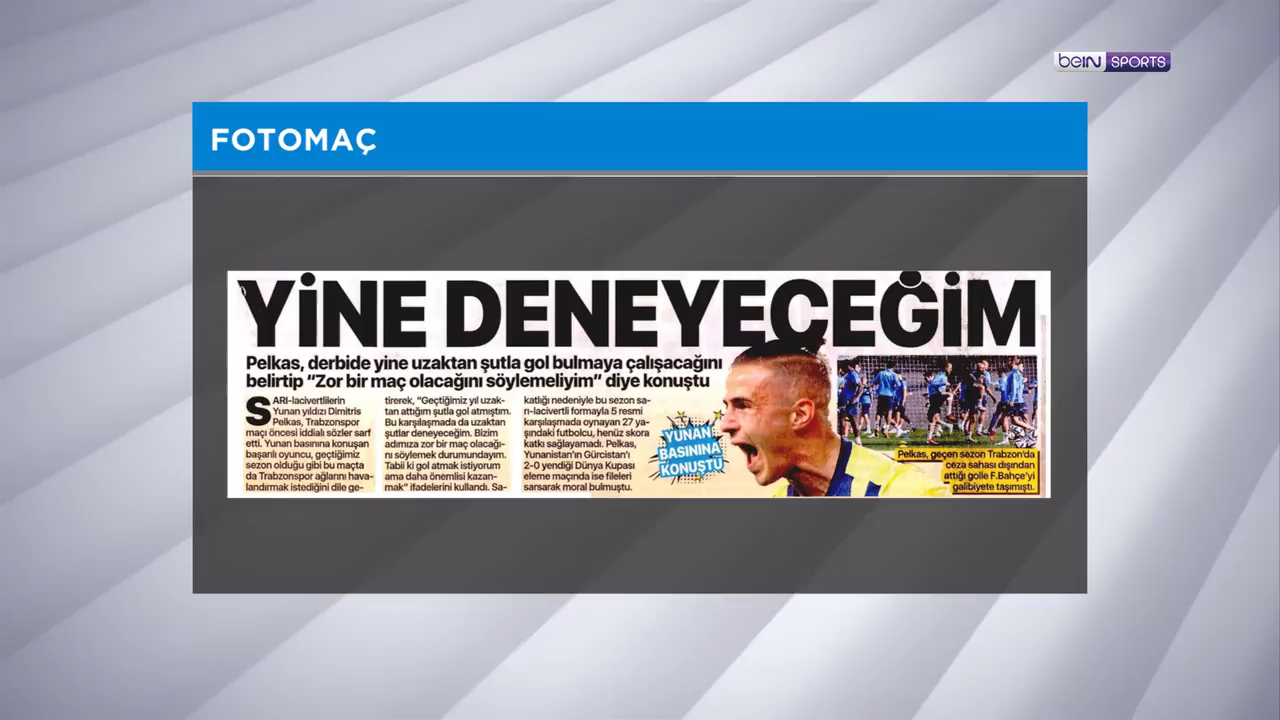 beIN SPORTS
FOTOMAÇ
YİNE DENEYECEĞİM
Pelkas, derbide yine uzaktan şutla gol bulmaya çalışacağını
belirtip “Zor bir maç olacağını söylemeliyim” diye konuştu
SARI-lacivertlilerin
Yunan yıldızı Dimitris
Pelkas, Trabzonspor
maçı öncesi iddialı sözler sarf
etti. Yunan basınına konuşan
başarılı oyuncu, geçtiğimiz
sezon olduğu gibi bu maçta
da Trabzonspor ağlarını hava-
landırmak istediğini dile ge-
tirerek, “Geçtiğimiz yıl uzak-
tan attığım şutla gol atmıştım.
Bu karşılaşmada da uzaktan
şutlar deneyeceğim. Bizim
adımıza zor bir maç olacağı-
nı söylemek durumundayım.
Tabii ki gol atmak istiyorum
ama daha önemlisi kazan-
mak” ifadelerini kullandı. Sa-
katlığı nedeniyle bu sezon sa-
rı-lacivertli formayla 5 resmi
karşılaşmada oynayan 27 ya-
şındaki futbolcu, henüz skora
katkı sağlayamadı. Pelkas,
Yunanistan’ın Gürcistan’ı
2-0 yendiği Dünya Kupası
eleme maçında ise fileleri
sarsarak moral bulmuştu.
YUNAN
BASININA
KONUŞTU
Pelkas, geçen sezon Trabzon’da
ceza sahası dışından
attığı golle F.Bahçe’yi
galibiyete taşımıştı.